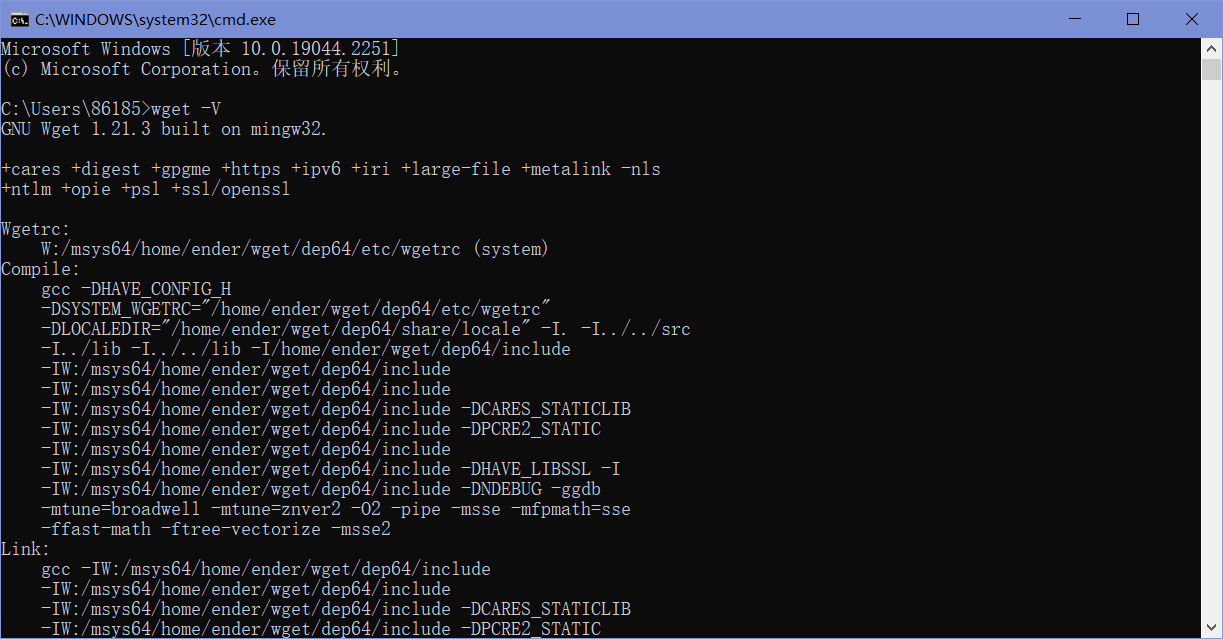 C:\WINDOWS\system32\cmd.exe
Microsoft Windows [版本 10.0.19044.2251]
(c) Microsoft Corporation。保留所有权利。
C:\Users\86185>wget -V
GNU Wget 1.21.3 built on mingw32.
+cares +digest +gpgme +https +ipv6 +iri +large-file +metalink -nls
+ntlm +opie +psl +ssl/openssl
Wgetrc:
W:/msys64/home/ender/wget/dep64/etc/wgetrc (system)
Compile:
gcc -DHAVE_CONFIG_H
-DSYSTEM_WGETRC="/home/ender/wget/dep64/etc/wgetrc"
-DLOCALEDIR="/home/ender/wget/dep64/share/locale" -I. -I../../src
-I../lib -I../../lib -I/home/ender/wget/dep64/include
-IW:/msys64/home/ender/wget/dep64/include
-IW:/msys64/home/ender/wget/dep64/include
-IW:/msys64/home/ender/wget/dep64/include -DCARES_STATICLIB
-IW:/msys64/home/ender/wget/dep64/include -DPCRE2_STATIC
-IW:/msys64/home/ender/wget/dep64/include
-IW:/msys64/home/ender/wget/dep64/include -DHAVE_LIBSSL -I
-IW:/msys64/home/ender/wget/dep64/include -DNDEBUG -ggdb
-mtune=broadwell -mtune=znver2 -O2 -pipe -msse -mfpmath=sse
-ffast-math -ftree-vectorize -msse2
Link:
gcc -IW:/msys64/home/ender/wget/dep64/include
-IW:/msys64/home/ender/wget/dep64/include
-IW:/msys64/home/ender/wget/dep64/include -DCARES_STATICLIB
-IW:/msys64/home/ender/wget/dep64/include -DPCRE2_STATIC